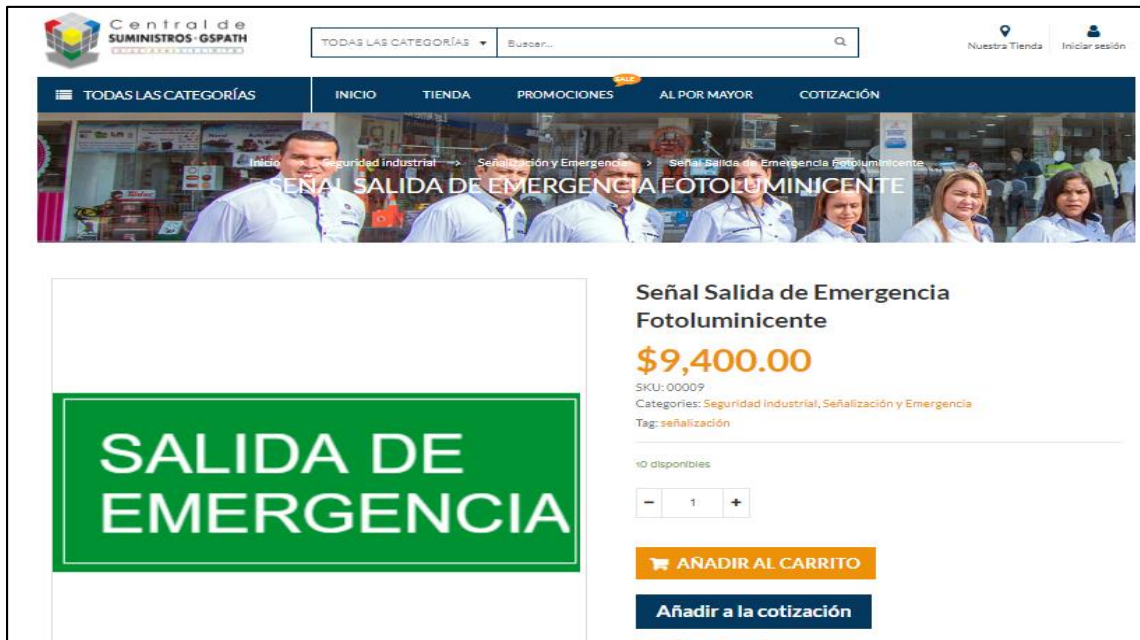 Central de
SUMINISTROS·GSPATH
TODAS LAS CATEGORÍAS
Buscar...
Nuestra Tienda
Iniciar sesión
SALE
TODAS LAS CATEGORÍAS
INICIO
TIENDA
PROMOCIONES
AL POR MAYOR
COTIZACIÓN
Inicio -> Seguridad industrial -> Señalización y Emergencia -> Señal Salida de Emergencia Fotoluminicente
SEÑAL SALIDA DE EMERGENCIA FOTOLUMINICENTE
SALIDA DE
EMERGENCIA
Señal Salida de Emergencia
Fotoluminicente
$9,400.00
SKU: 00009
Categories: Seguridad industrial, Señalización y Emergencia
Tag: señalización
10 disponibles
- 1 +
AÑADIR AL CARRITO
Añadir a la cotización